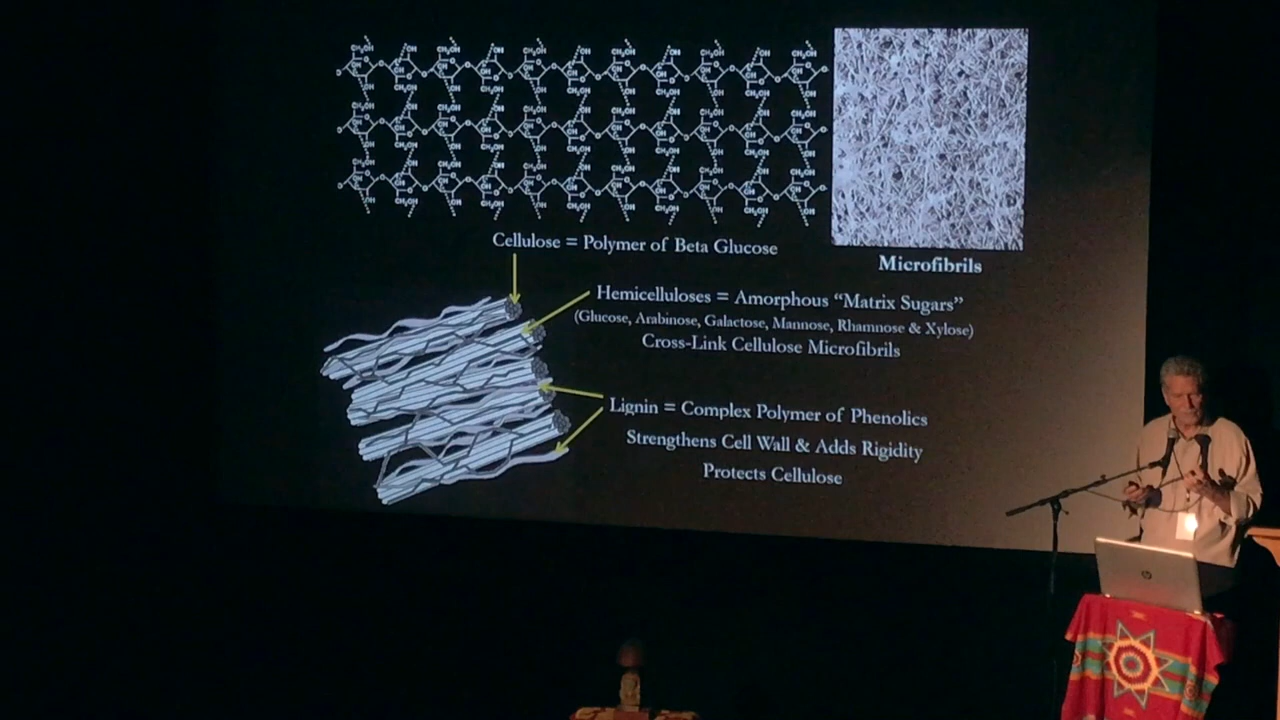 Microfibrils
Cellulose = Polymer of Beta Glucose
Hemicelluloses = Amorphous “Matrix Sugars”
(Glucose, Arabinose, Galactose, Mannose, Rhamnose & Xylose)
Cross-Link Cellulose Microfibrils
Lignin = Complex Polymer of Phenolics
Strengthens Cell Wall & Adds Rigidity
Protects Cellulose
hp